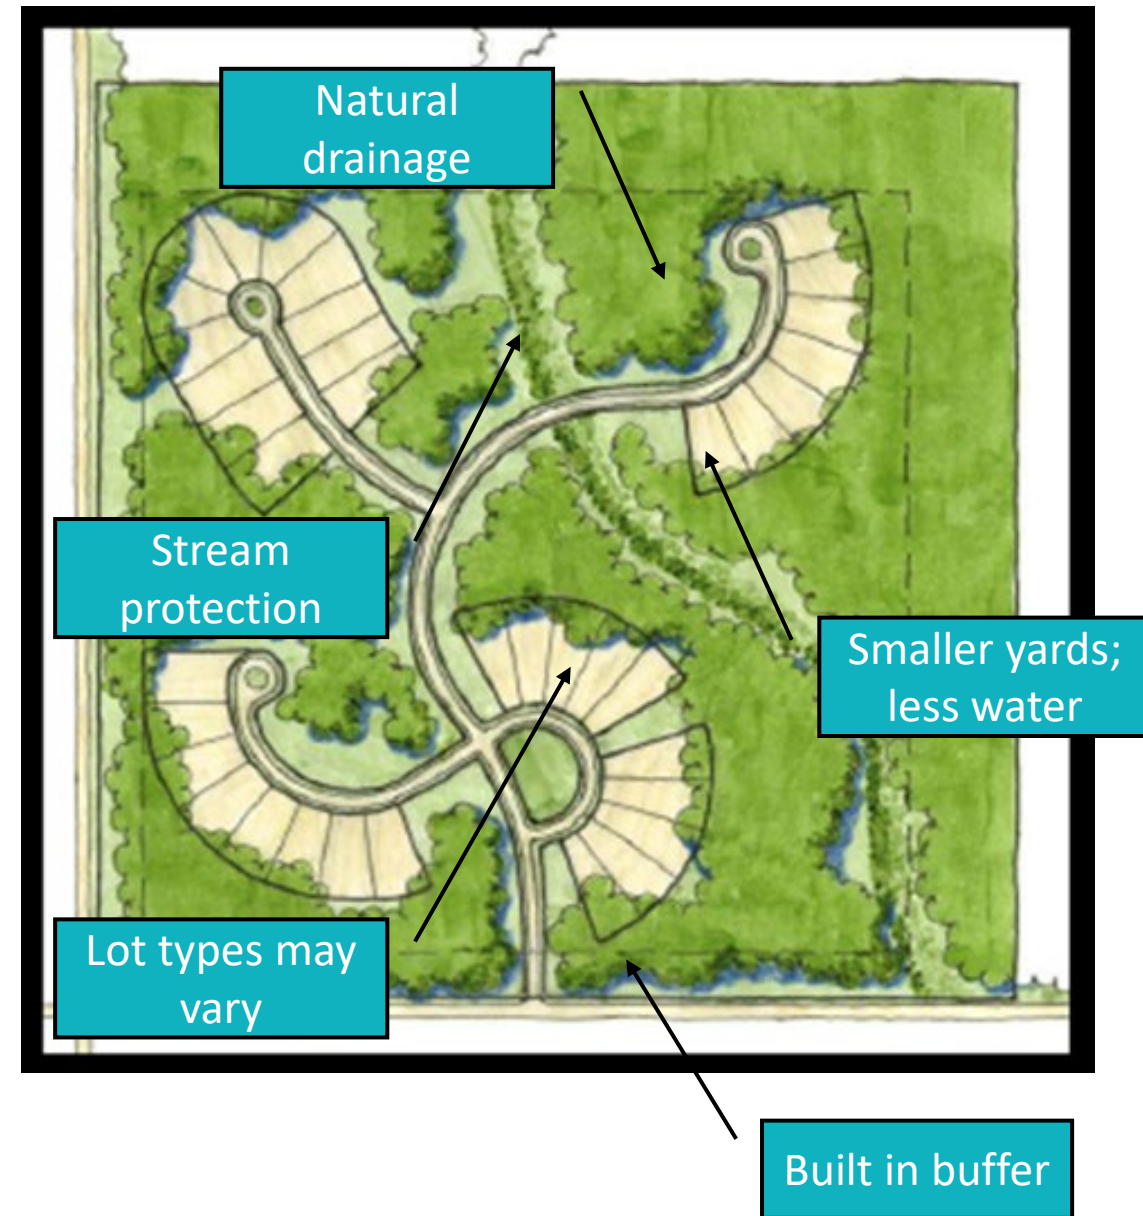 Natural
drainage
Stream
protection
Smaller yards;
less water
Lot types may
vary
Built in buffer